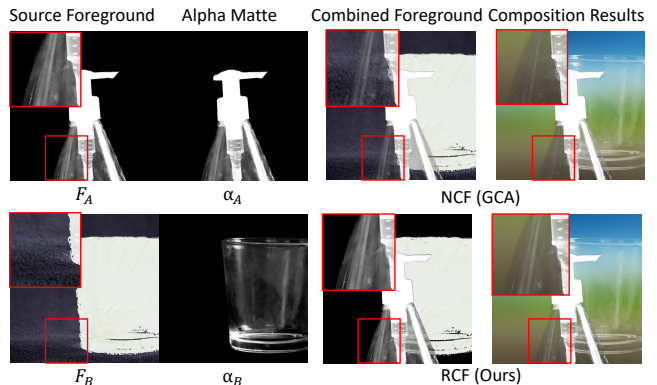 Source Foreground Alpha Matte Combined Foreground Composition Results
F_A α_A NCF (GCA)
F_B α_B RCF (Ours)